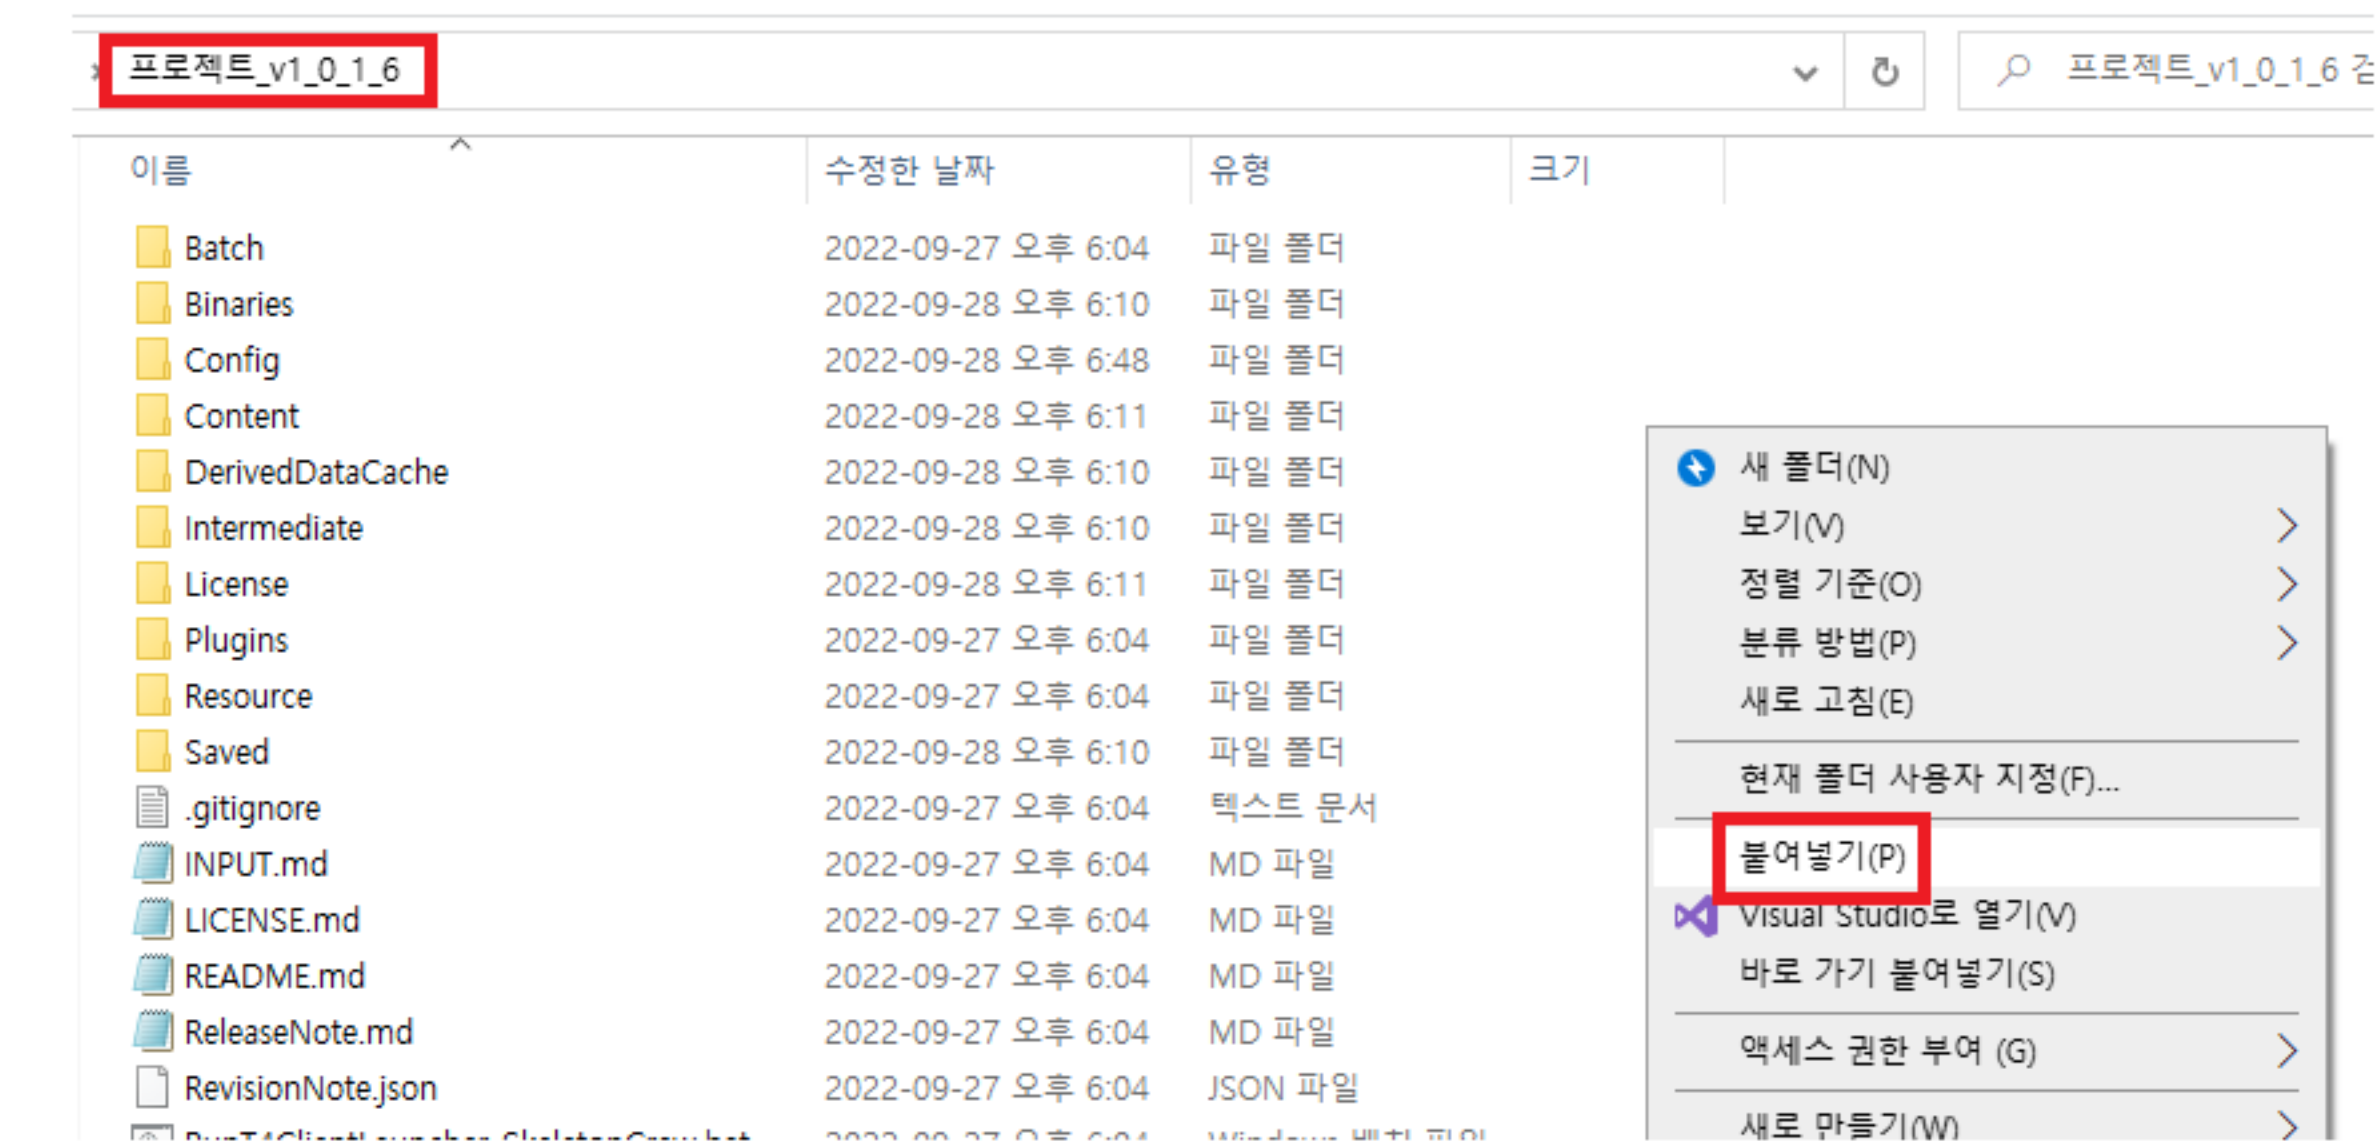 프로젝트_v1_0_1_6
프로젝트_v1_0_1_6
이름 수정한 날짜 유형 크기
Batch 2022-09-27 오후 6:04 파일 폴더
Binaries 2022-09-28 오후 6:10 파일 폴더
Config 2022-09-28 오후 6:48 파일 폴더
Content 2022-09-28 오후 6:11 파일 폴더
DerivedDataCache 2022-09-28 오후 6:10 파일 폴더
Intermediate 2022-09-28 오후 6:10 파일 폴더
License 2022-09-28 오후 6:11 파일 폴더
Plugins 2022-09-27 오후 6:04 파일 폴더
Resource 2022-09-27 오후 6:04 파일 폴더
Saved 2022-09-28 오후 6:10 파일 폴더
.gitignore 2022-09-27 오후 6:04 텍스트 문서
INPUT.md 2022-09-27 오후 6:04 MD 파일
LICENSE.md 2022-09-27 오후 6:04 MD 파일
README.md 2022-09-27 오후 6:04 MD 파일
ReleaseNote.md 2022-09-27 오후 6:04 MD 파일
RevisionNote.json 2022-09-27 오후 6:04 JSON 파일
RunT4ClientLauncher_SkeletonCrew.bat 2022-09-27 오후 6:04 Windows 배치 파일
새 폴더(N)
보기(V)
정렬 기준(O)
분류 방법(P)
새로 고침(E)
현재 폴더 사용자 지정(F)...
붙여넣기(P)
Visual Studio로 열기(V)
바로 가기 붙여넣기(S)
액세스 권한 부여 (G)
새로 만들기(W)